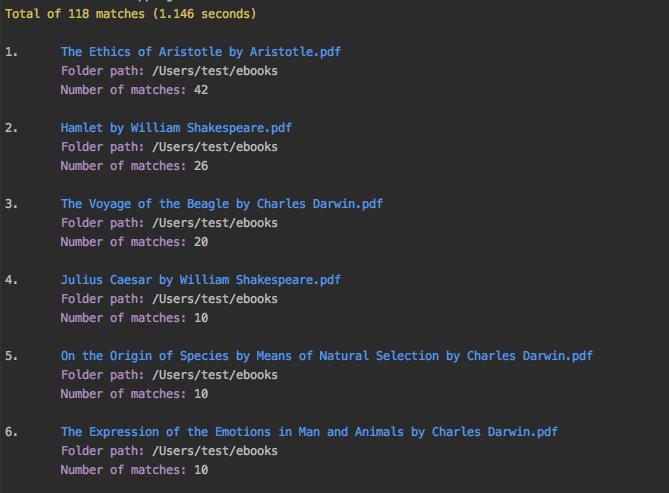 Total of 118 matches (1.146 seconds)
1. The Ethics of Aristotle by Aristotle.pdf
Folder path: /Users/test/ebooks
Number of matches: 42
2. Hamlet by William Shakespeare.pdf
Folder path: /Users/test/ebooks
Number of matches: 26
3. The Voyage of the Beagle by Charles Darwin.pdf
Folder path: /Users/test/ebooks
Number of matches: 20
4. Julius Caesar by William Shakespeare.pdf
Folder path: /Users/test/ebooks
Number of matches: 10
5. On the Origin of Species by Means of Natural Selection by Charles Darwin.pdf
Folder path: /Users/test/ebooks
Number of matches: 10
6. The Expression of the Emotions in Man and Animals by Charles Darwin.pdf
Folder path: /Users/test/ebooks
Number of matches: 10